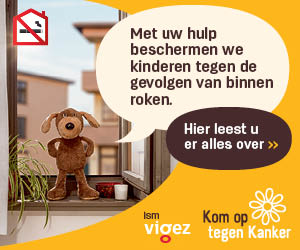 Met uw hulp
beschermen we
kinderen tegen de
gevolgen van binnen
roken.
Hier leest u
er alles over >>
Ism
vigez
Kom op
tegen Kanker